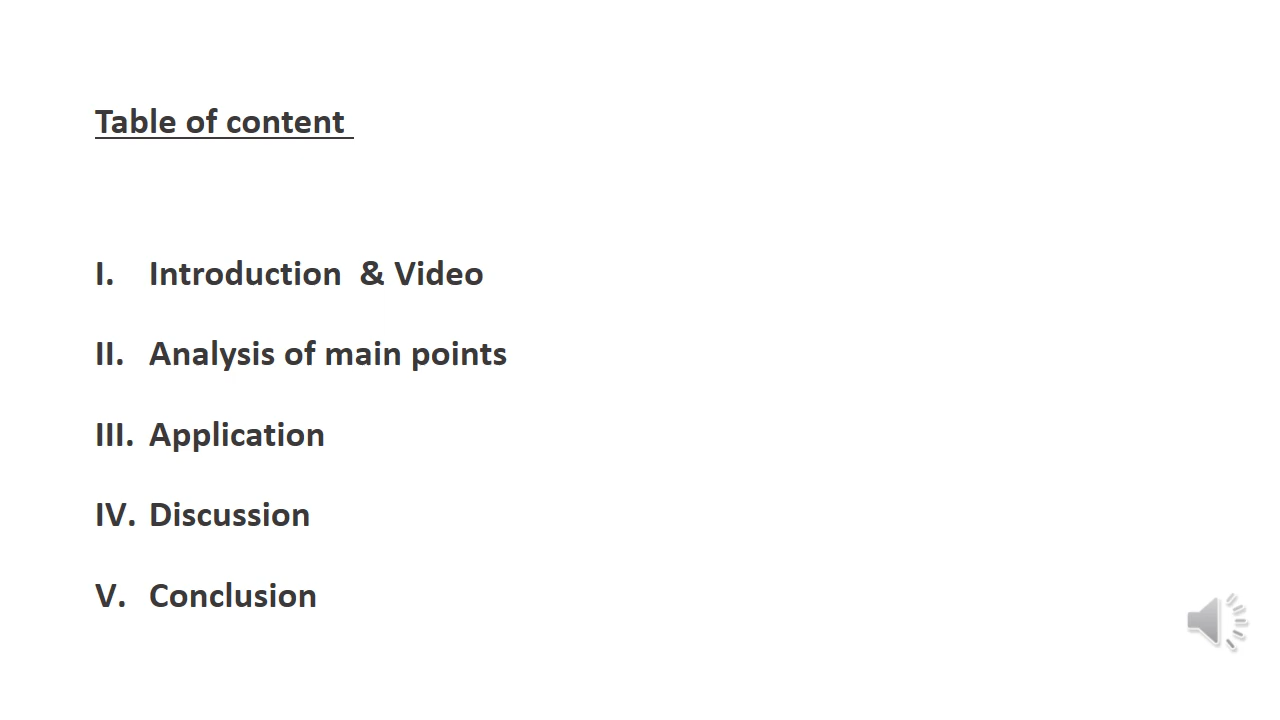 Table of content
I. Introduction & Video
II. Analysis of main points
III. Application
IV. Discussion
V. Conclusion